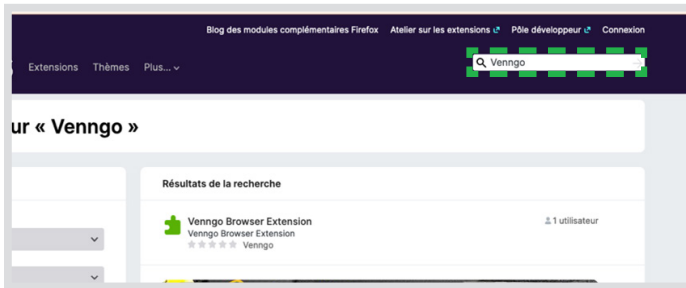 Blog des modules complémentaires Firefox Atelier sur les extensions Pôle développeur Connexion
Extensions Thèmes Plus...
Venngo
ur « Venngo »
Résultats de la recherche
Venngo Browser Extension
1 utilisateur
Venngo Browser Extension
Venngo